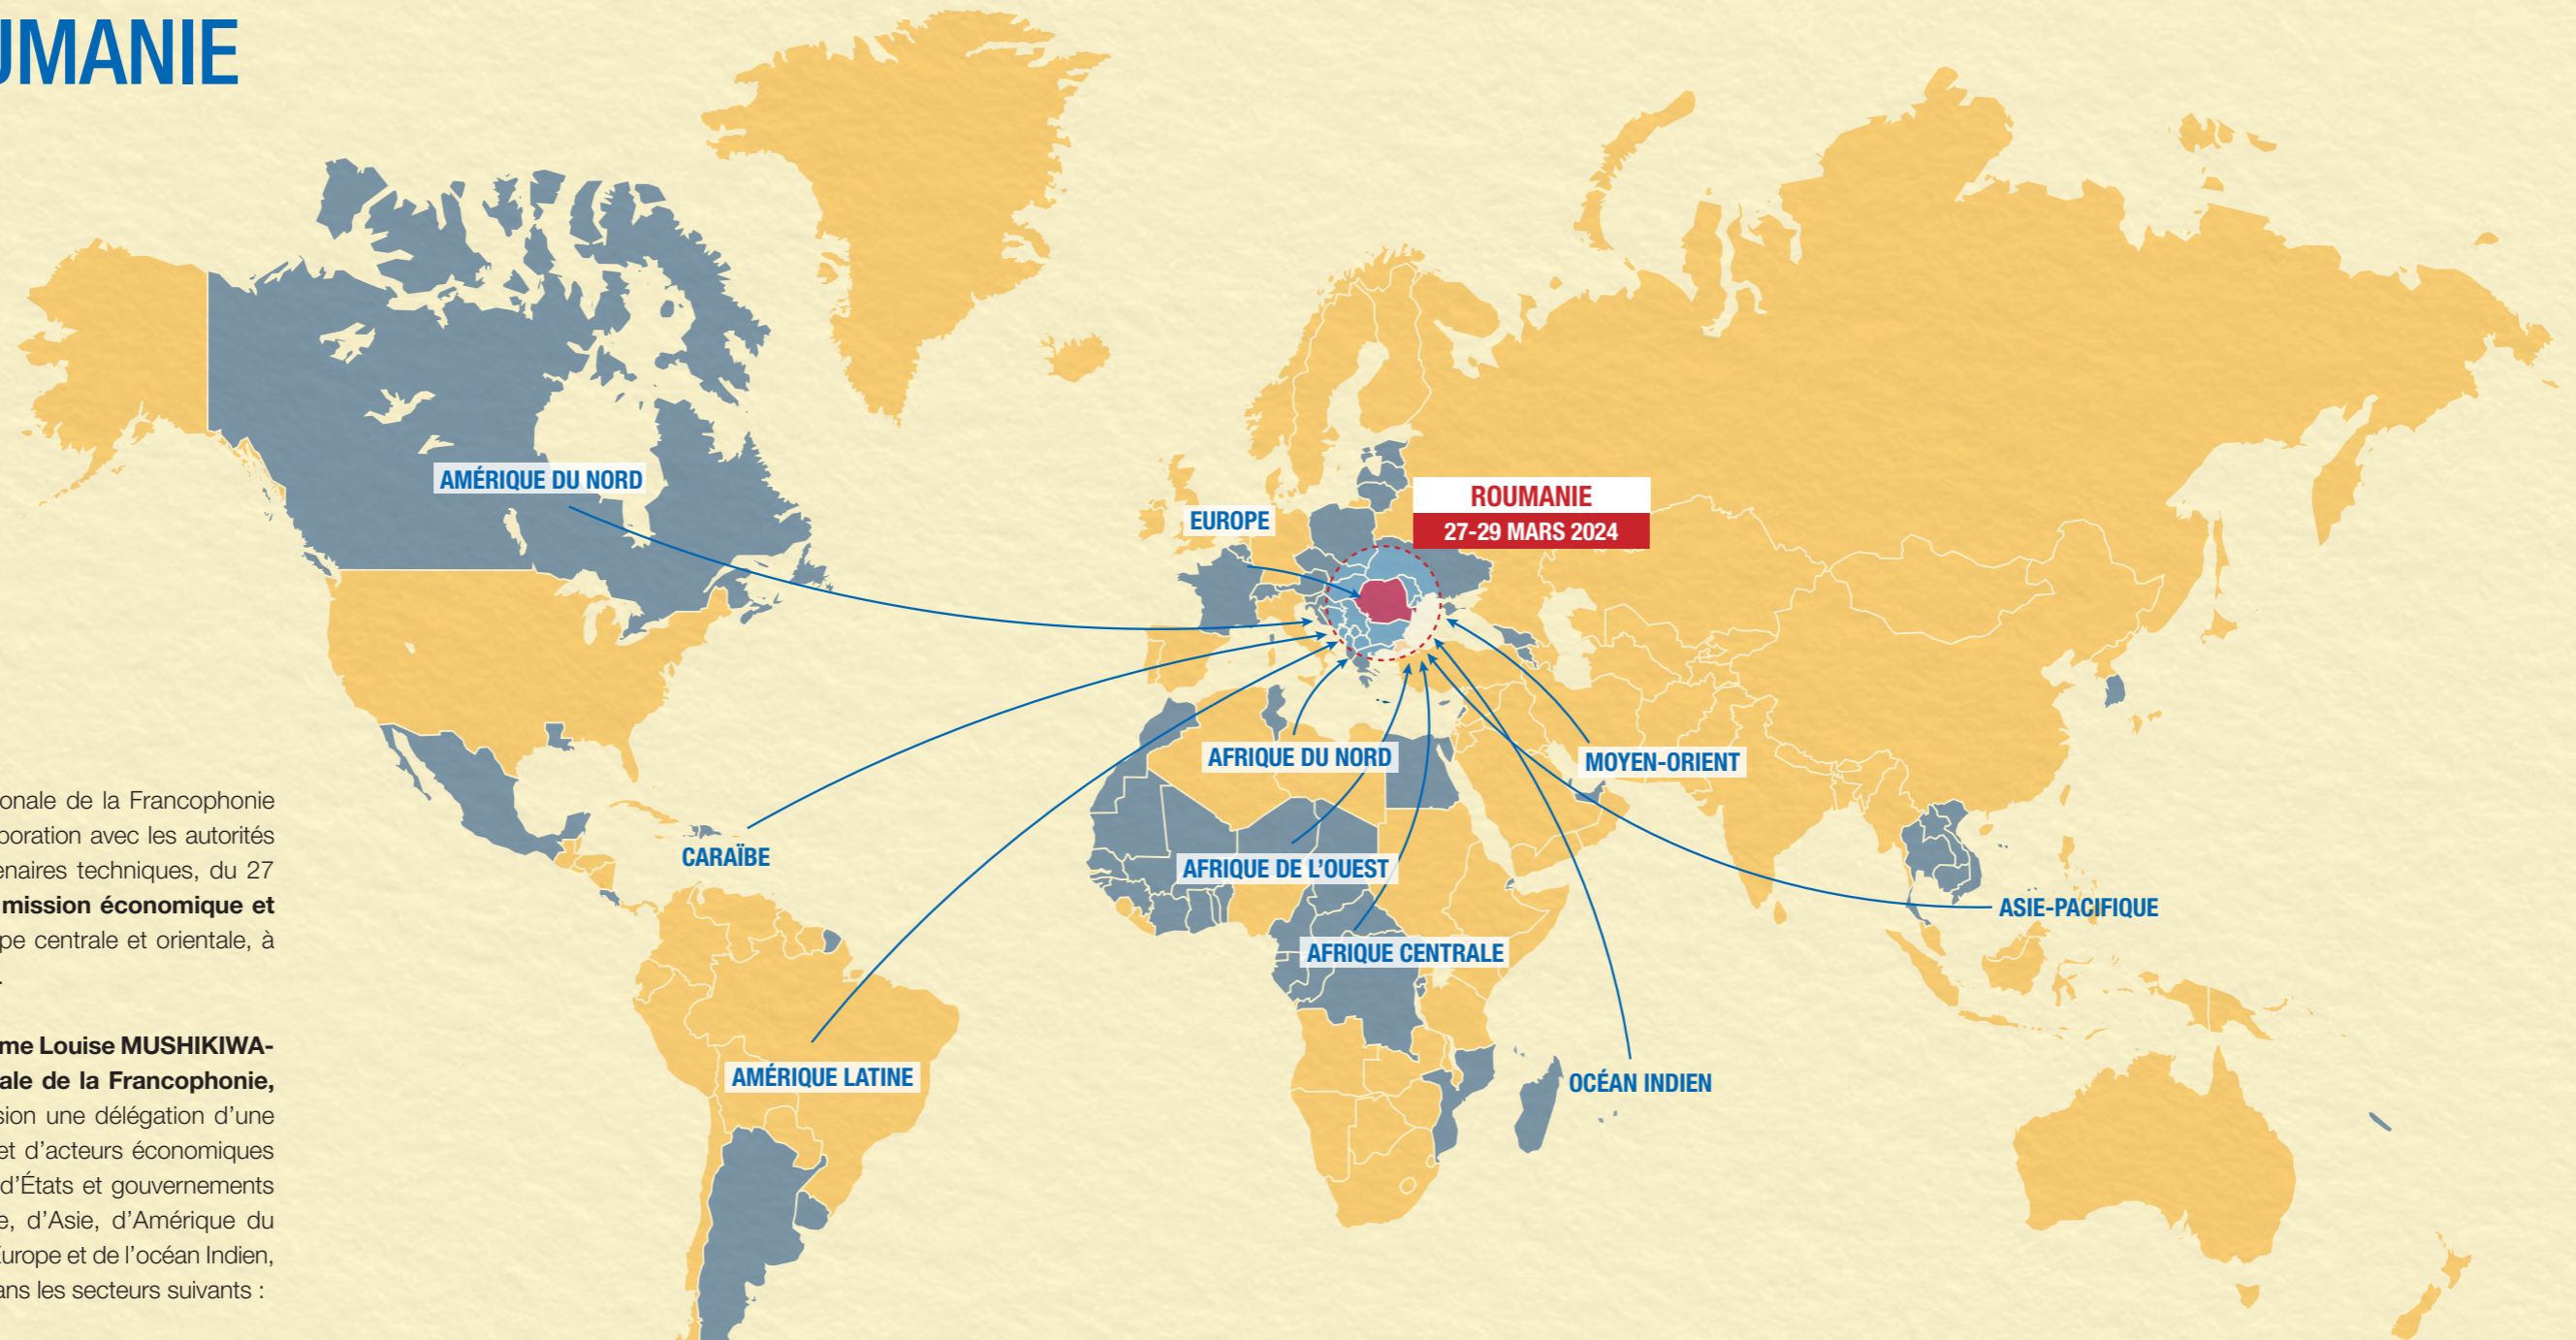 UMANIE
onale de la Francophonie
poration avec les autorités
enaires techniques, du 27
mission économique et
pe centrale et orientale, à
.
me Louise MUSHIKIWA-
ale de la Francophonie,
sion une délégation d’une
et d’acteurs économiques
d’États et gouvernements
e, d’Asie, d’Amérique du
Europe et de l’océan Indien,
ans les secteurs suivants :
AMÉRIQUE DU NORD
EUROPE
ROUMANIE
27-29 MARS 2024
AFRIQUE DU NORD
MOYEN-ORIENT
CARAÏBE
AFRIQUE DE L’OUEST
ASIE-PACIFIQUE
AFRIQUE CENTRALE
AMÉRIQUE LATINE
OCÉAN INDIEN